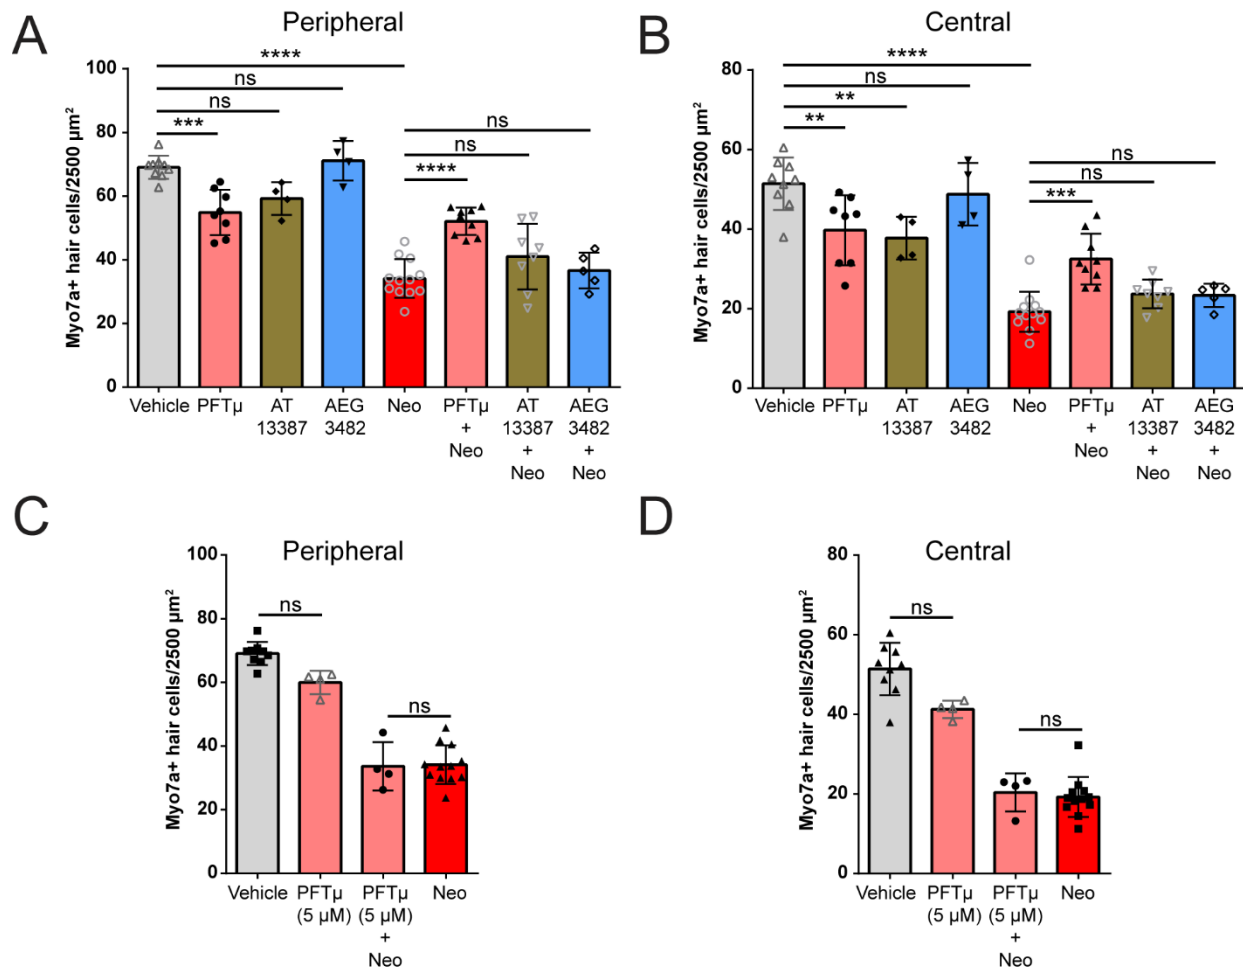 A
Peripheral
Myo7a+ hair cells/2500 µm²
100
80
60
40
20
0
****
ns
ns
***
ns
ns
****
Vehicle
PFTµ
AT
13387
AEG
3482
Neo
PFTµ
+
Neo
AT
13387
+
Neo
AEG
3482
+
Neo
B
Central
Myo7a+ hair cells/2500 µm²
80
60
40
20
0
****
ns
**
**
ns
ns
***
Vehicle
PFTµ
AT
13387
AEG
3482
Neo
PFTµ
+
Neo
AT
13387
+
Neo
AEG
3482
+
Neo
C
Peripheral
Myo7a+ hair cells/2500 µm²
100
80
60
40
20
0
ns
ns
Vehicle
PFTµ
(5 µM)
PFTµ
(5 µM)
+
Neo
Neo
D
Central
Myo7a+ hair cells/2500 µm²
80
60
40
20
0
ns
ns
Vehicle
PFTµ
(5 µM)
PFTµ
(5 µM)
+
Neo
Neo